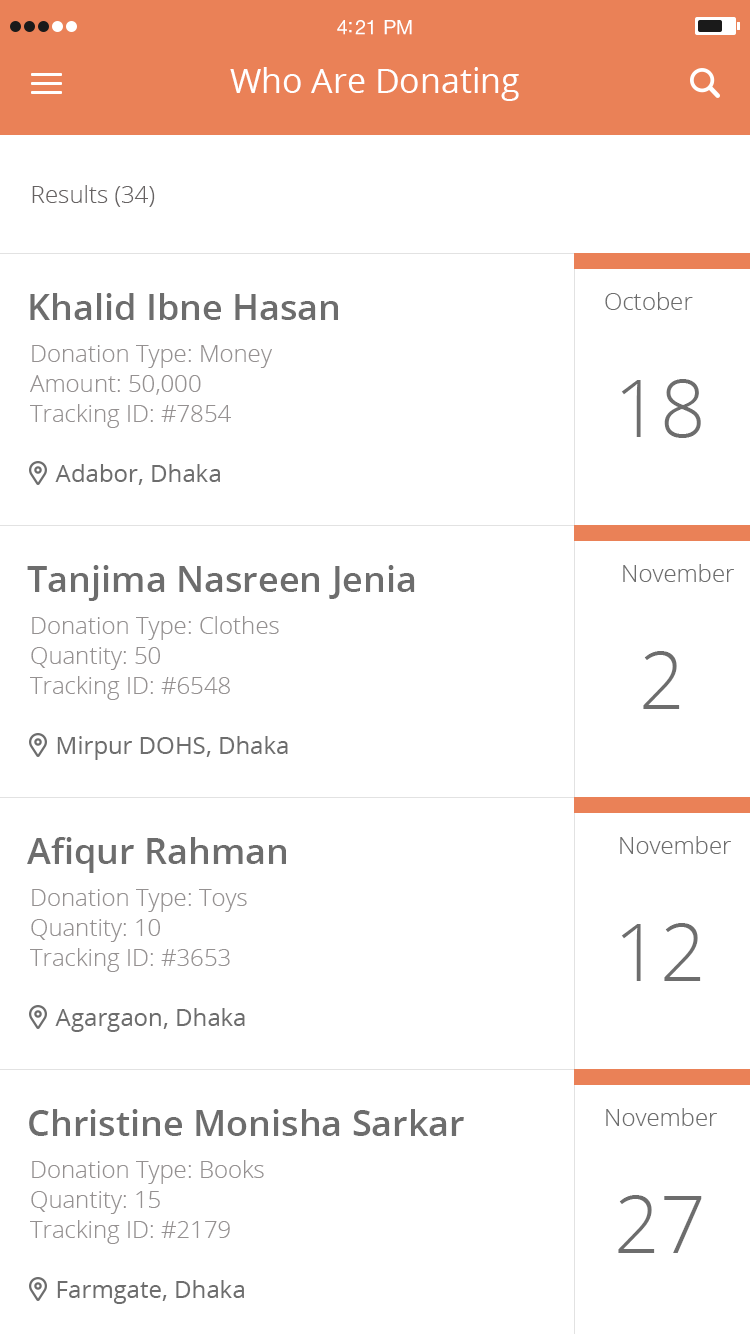 4:21 PM
Who Are Donating
Results (34)
Khalid Ibne Hasan
Donation Type: Money
Amount: 50,000
Tracking ID: #7854
Adabor, Dhaka
October
18
Tanjima Nasreen Jenia
Donation Type: Clothes
Quantity: 50
Tracking ID: #6548
Mirpur DOHS, Dhaka
November
2
Afiqur Rahman
Donation Type: Toys
Quantity: 10
Tracking ID: #3653
Agargaon, Dhaka
November
12
Christine Monisha Sarkar
Donation Type: Books
Quantity: 15
Tracking ID: #2179
Farmgate, Dhaka
November
27